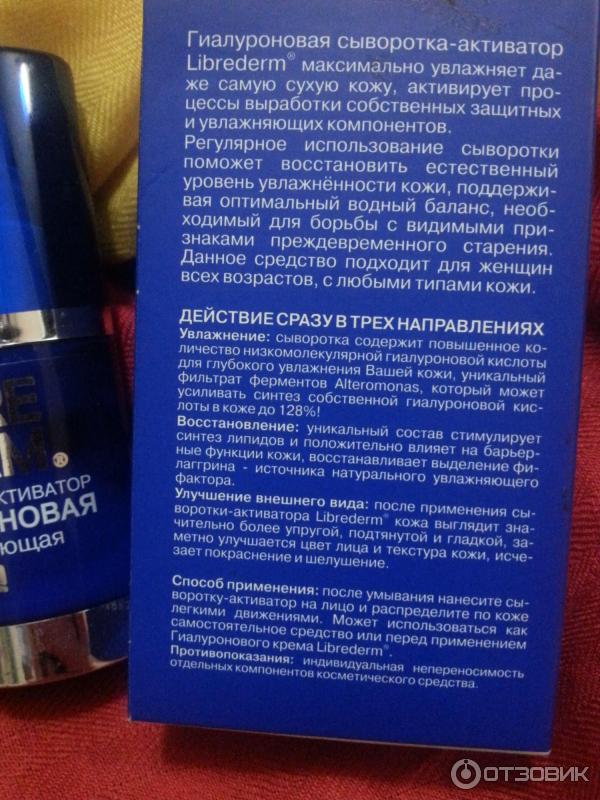 Гиалуроновая сыворотка-активатор
Librederm® максимально увлажняет да-
же самую сухую кожу, активирует про-
цессы выработки собственных защитных
и увлажняющих компонентов.
Регулярное использование сыворотки
поможет восстановить естественный
уровень увлажнённости кожи, поддержи-
вая оптимальный водный баланс, необ-
ходимый для борьбы с видимыми при-
знаками преждевременного старения.
Данное средство подходит для женщин
всех возрастов, с любыми типами кожи.
ДЕЙСТВИЕ СРАЗУ В ТРЕХ НАПРАВЛЕНИЯХ
Увлажнение: сыворотка содержит повышенное ко-
личество низкомолекулярной гиалуроновой кислоты
для глубокого увлажнения Вашей кожи, уникальный
фильтрат ферментов Alteromonas, который может
усиливать синтез собственной гиалуроновой кис-
лоты в коже до 128%!
Восстановление: уникальный состав стимулирует
синтез липидов и положительно влияет на барьер-
ные функции кожи, восстанавливает выделение фи-
лаггрина - источника натурального увлажняющего
фактора.
Улучшение внешнего вида: после применения сы-
воротки-активатора Librederm® кожа выглядит зна-
чительно более упругой, подтянутой и гладкой, за-
метно улучшается цвет лица и текстура кожи, исче-
зает покраснение и шелушение.
Способ применения: после умывания нанесите сы-
воротку-активатор на лицо и распределите по коже
легкими движениями. Может использоваться как
самостоятельное средство или перед применением
Гиалуронового крема Librederm®.
Противопоказания: индивидуальная непереносимость
отдельных компонентов косметического средства.
RE
RM®
АКТИВАТОР
НОВАЯ
ющая
ОТЗОВИК